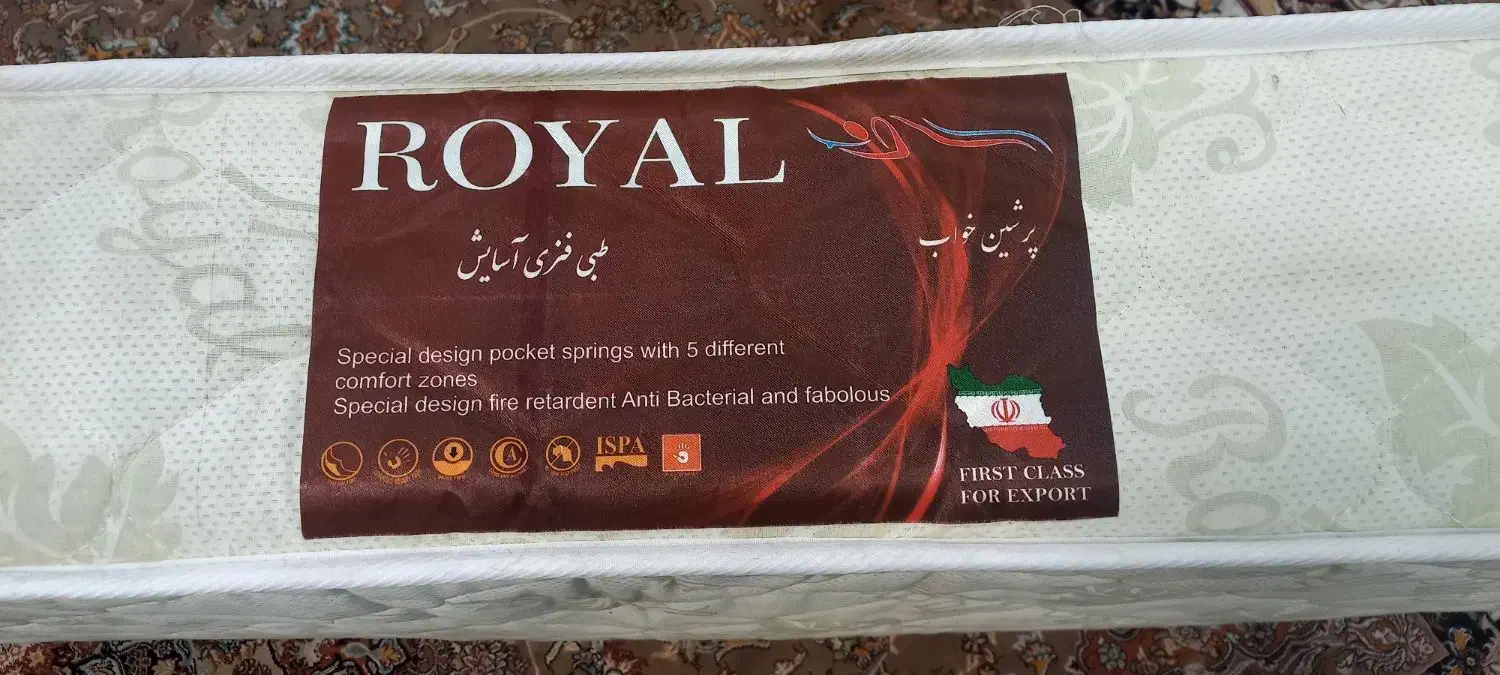 ROYAL
پرشین خواب
طبی فنری آسایش
Special design pocket springs with 5 different
comfort zones
Special design fire retardent Anti Bacterial and fabolous
ISPA
FIRST CLASS
FOR EXPORT